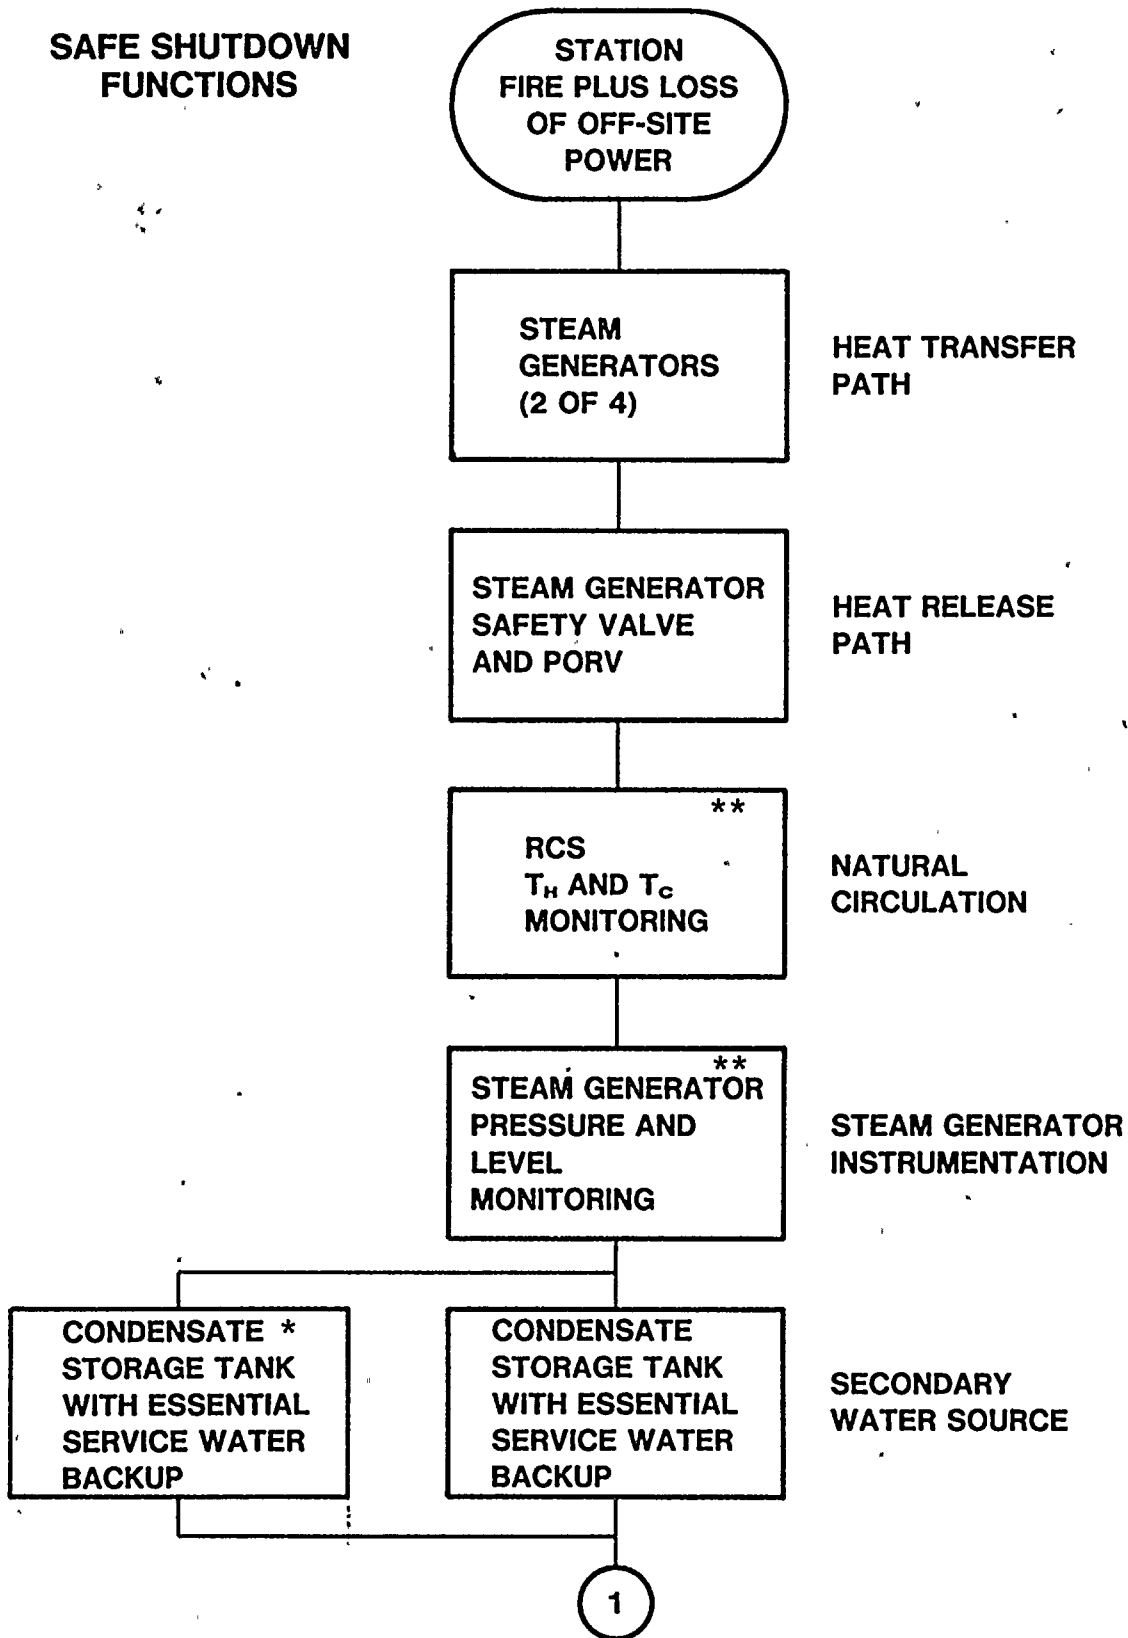 SAFE SHUTDOWN
FUNCTIONS
STATION
FIRE PLUS LOSS
OF OFF-SITE
POWER
STEAM
GENERATORS
(2 OF 4)
HEAT TRANSFER
PATH
STEAM GENERATOR
SAFETY VALVE
AND PORV
HEAT RELEASE
PATH
**
RCS
T_H AND T_C
MONITORING
NATURAL
CIRCULATION
**
STEAM GENERATOR
PRESSURE AND
LEVEL
MONITORING
STEAM GENERATOR
INSTRUMENTATION
CONDENSATE *
STORAGE TANK
WITH ESSENTIAL
SERVICE WATER
BACKUP
CONDENSATE
STORAGE TANK
WITH ESSENTIAL
SERVICE WATER
BACKUP
SECONDARY
WATER SOURCE
1